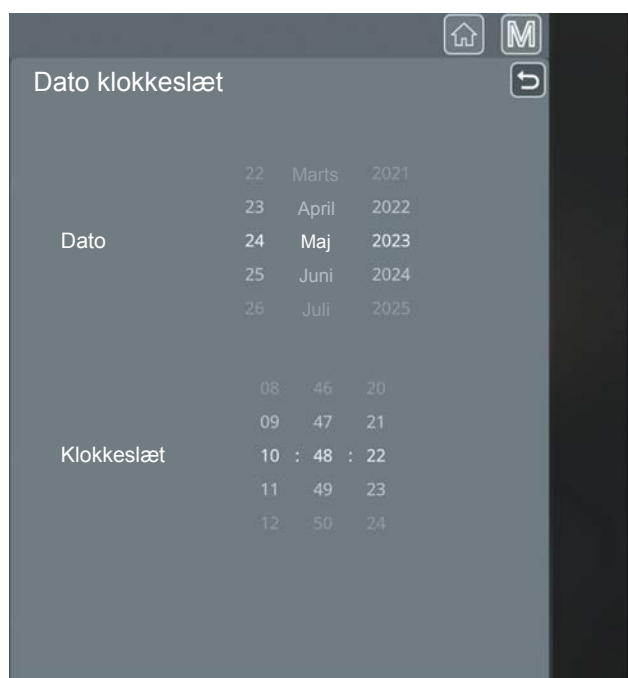 M
Dato klokkeslæt
22 Marts 2021
23 April 2022
Dato 24 Maj 2023
25 Juni 2024
26 Juli 2025
08 46 20
09 47 21
Klokkeslæt 10 : 48 : 22
11 49 23
12 50 24